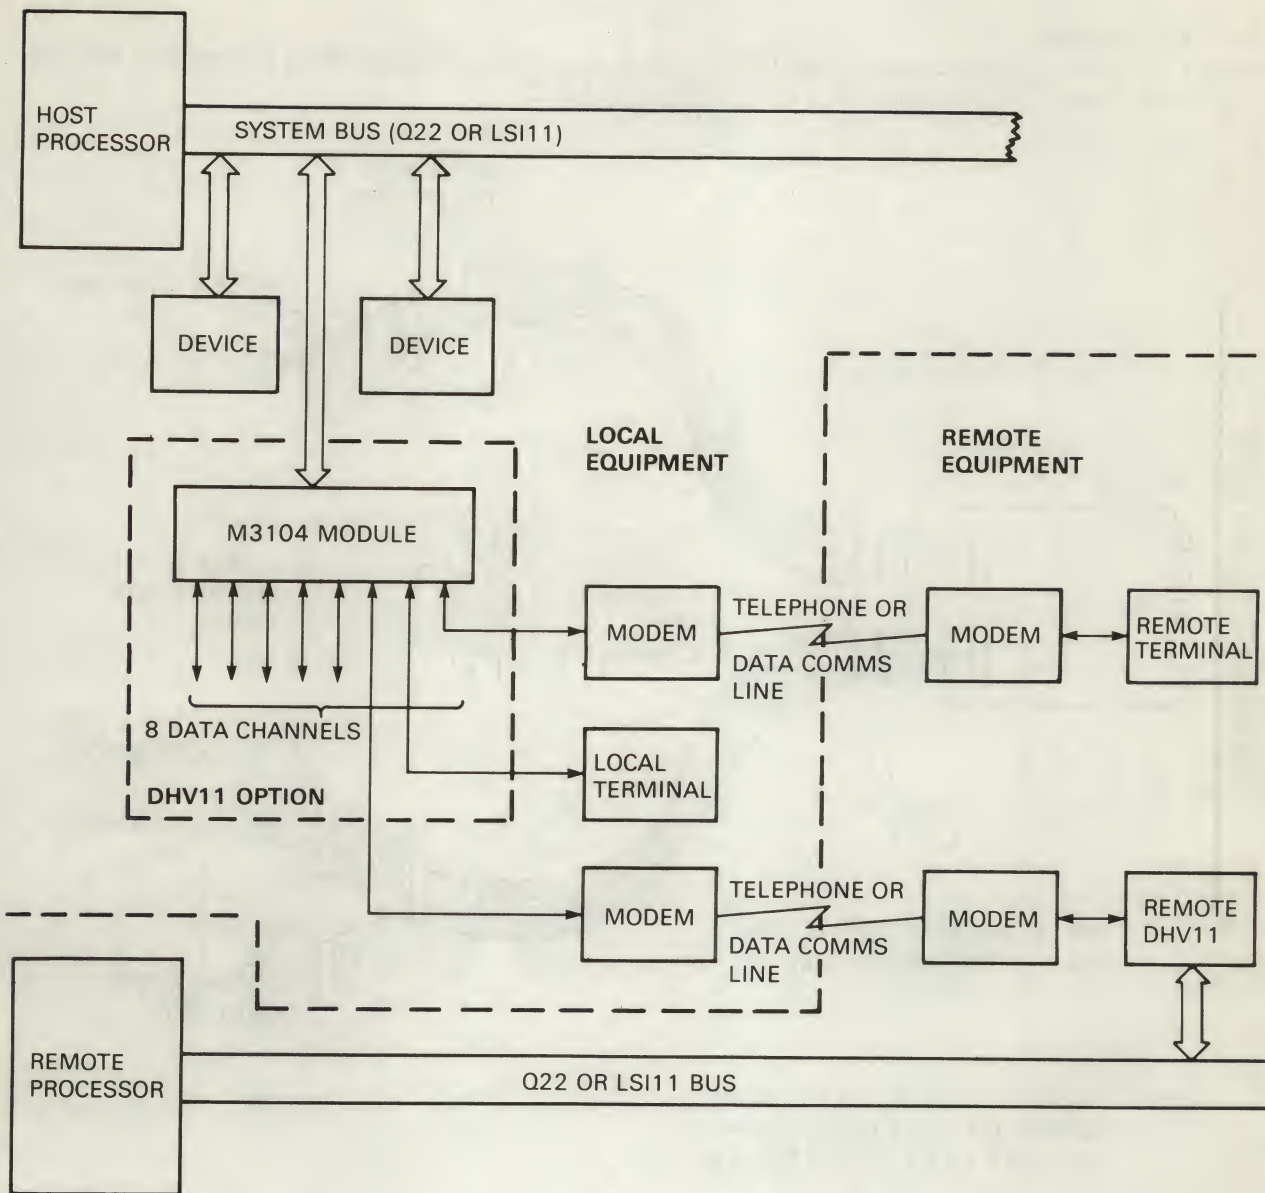 HOST
PROCESSOR
SYSTEM BUS (Q22 OR LSI11)
DEVICE
DEVICE
LOCAL
EQUIPMENT
REMOTE
EQUIPMENT
M3104 MODULE
8 DATA CHANNELS
DHV11 OPTION
MODEM
TELEPHONE OR
DATA COMMS
LINE
MODEM
REMOTE
TERMINAL
LOCAL
TERMINAL
MODEM
TELEPHONE OR
DATA COMMS
LINE
MODEM
REMOTE
DHV11
REMOTE
PROCESSOR
Q22 OR LSI11 BUS